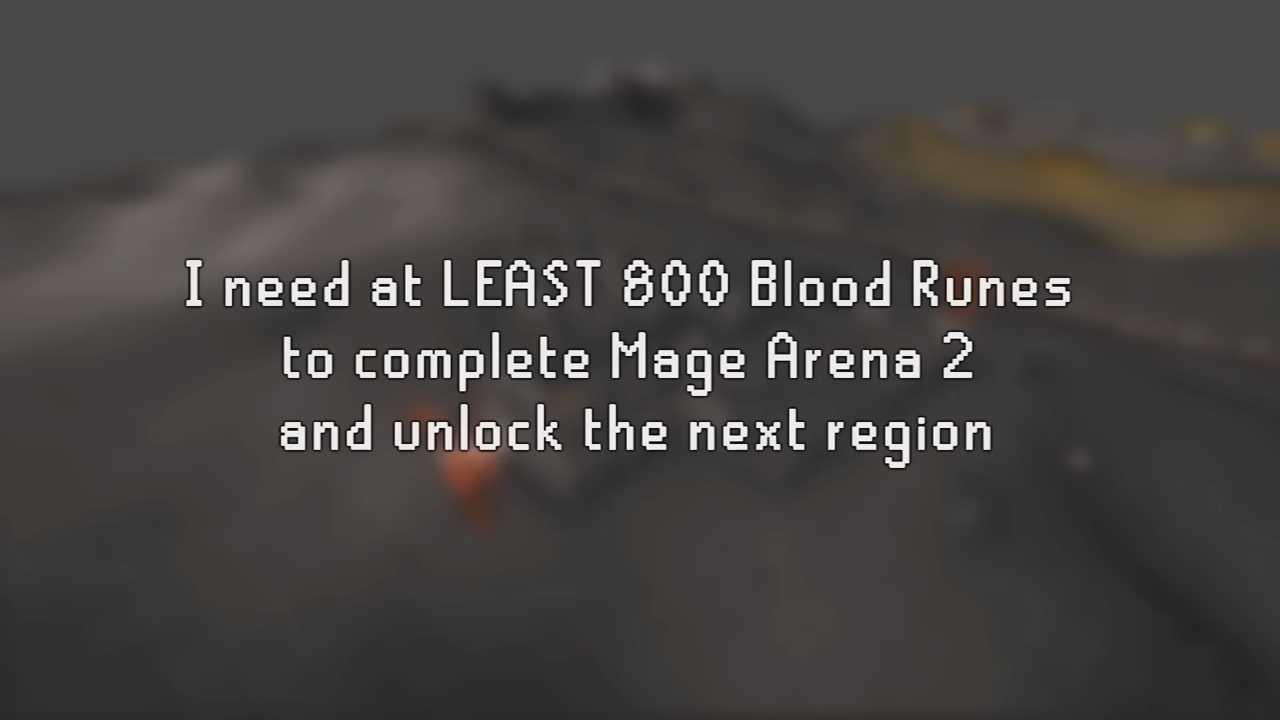 I need at LEAST 800 Blood Runes
to complete Mage Arena 2
and unlock the next region